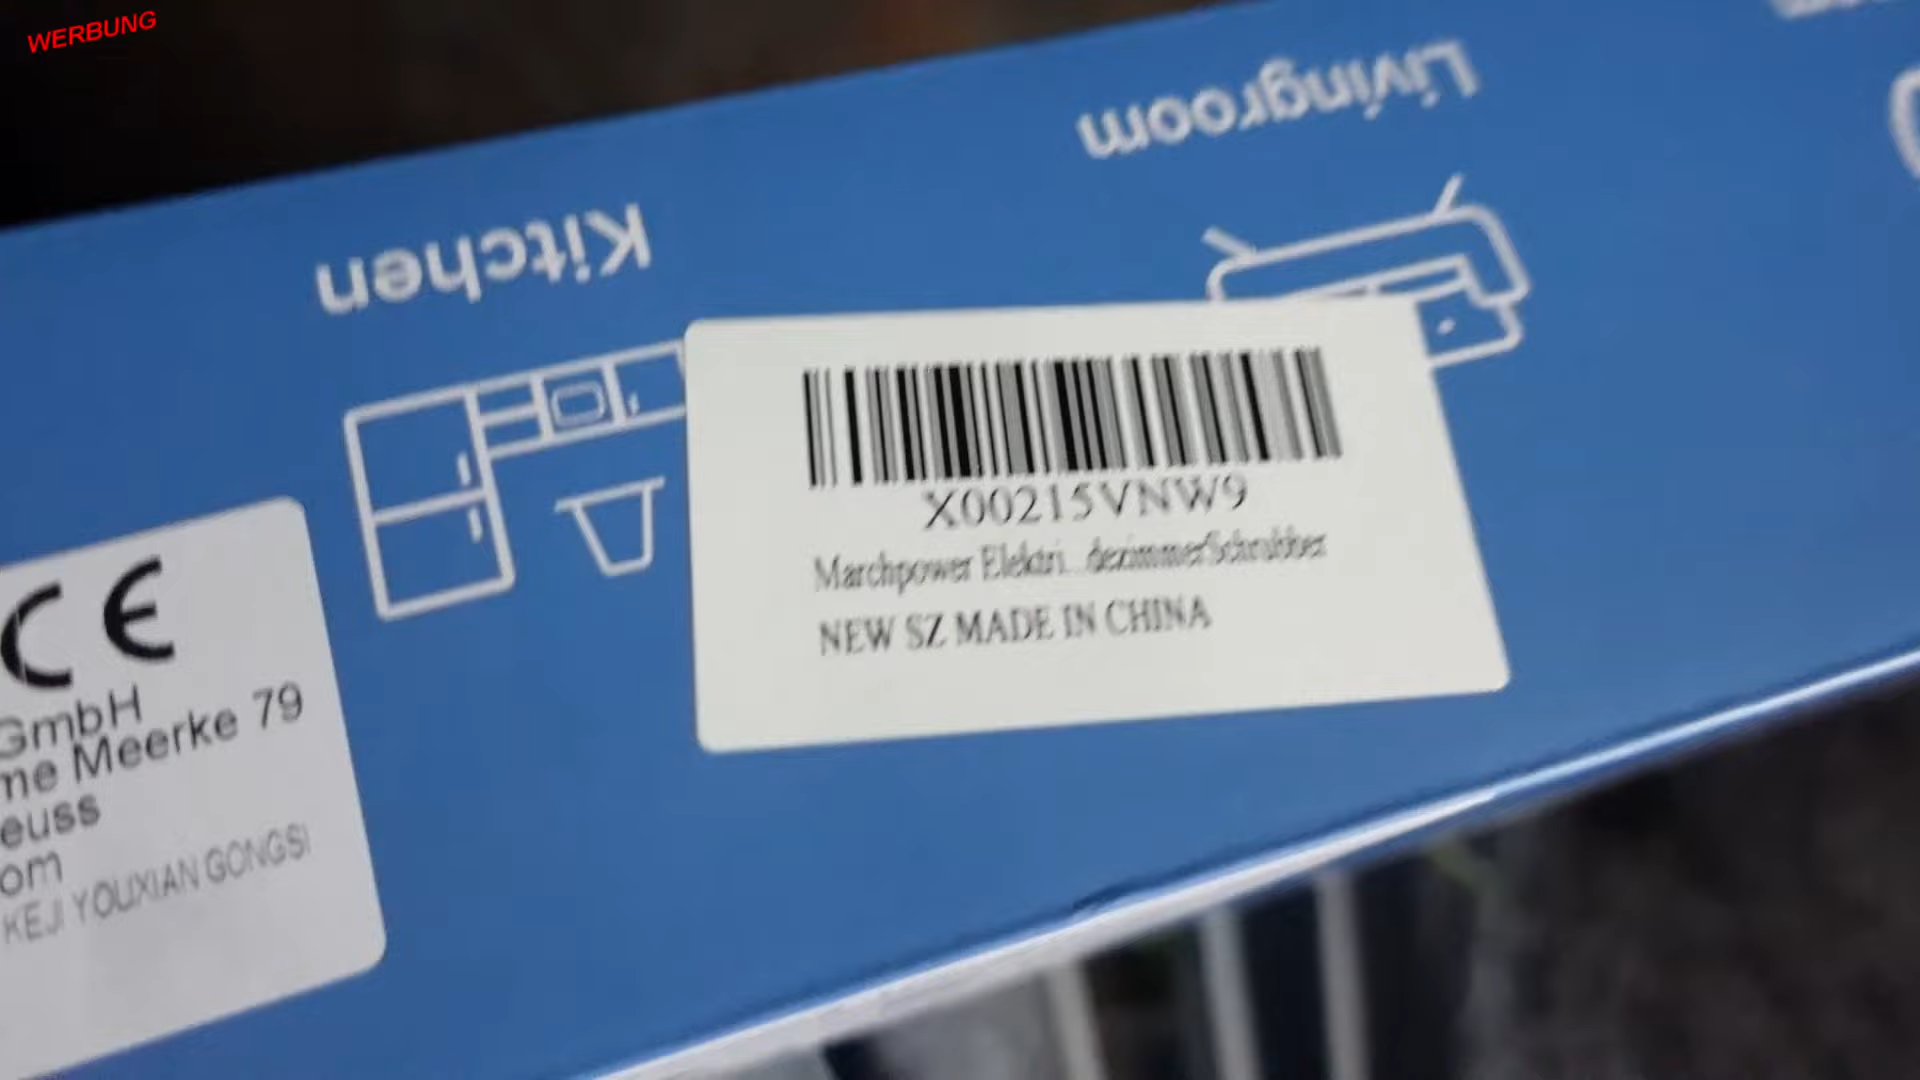 WERBUNG
Livingroom
Kitchen
X00215VNW9
Marchpower Elektri...dezimmerSchrubber
NEW SZ MADE IN CHINA
CE
GmbH
me Meerke 79
euss
om
KEJI YOUXIAN GONGSI